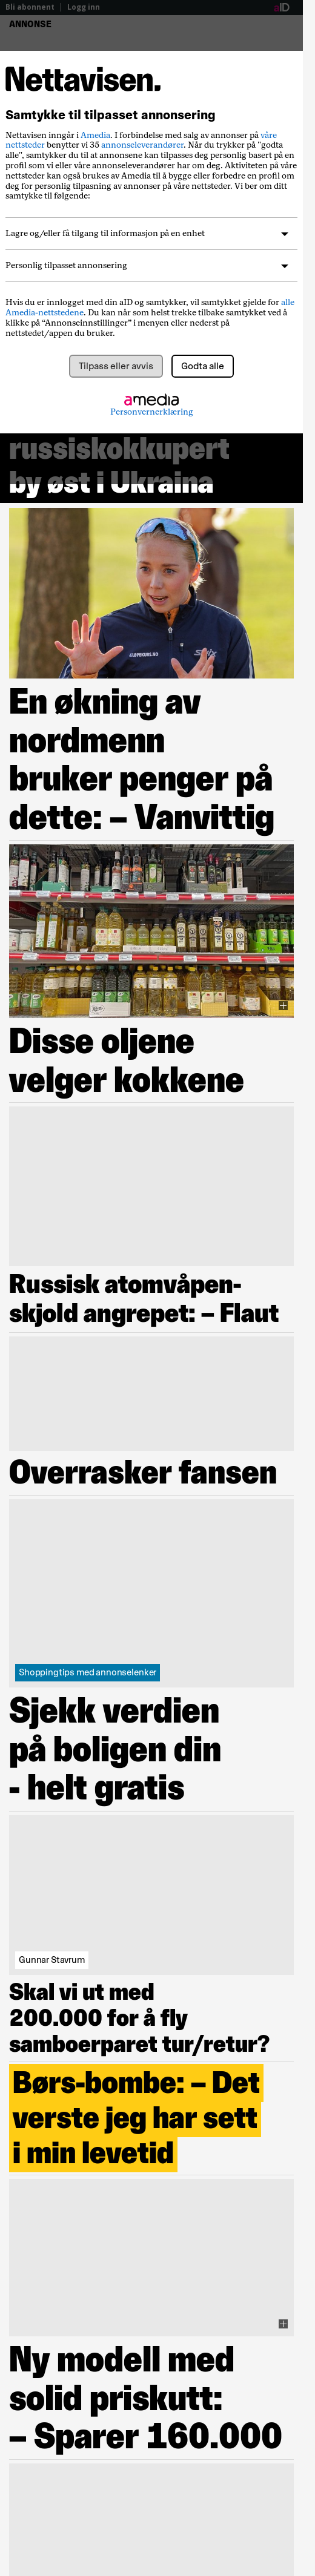 Bli abonnent | Logg inn
aID
ANNONSE
Nettavisen.
Samtykke til tilpasset annonsering
Nettavisen inngår i Amedia. I forbindelse med salg av annonser på våre
nettsteder benytter vi 35 annonseleverandører. Når du trykker på "godta
alle", samtykker du til at annonsene kan tilpasses deg personlig basert på en
profil som vi eller våre annonseleverandører har om deg. Aktiviteten på våre
nettsteder kan også brukes av Amedia til å bygge eller forbedre en profil om
deg for personlig tilpasning av annonser på våre nettsteder. Vi ber om ditt
samtykke til følgende:
Lagre og/eller få tilgang til informasjon på en enhet
Personlig tilpasset annonsering
Hvis du er innlogget med din aID og samtykker, vil samtykket gjelde for alle
Amedia-nettstedene. Du kan når som helst trekke tilbake samtykket ved å
klikke på “Annonseinnstillinger” i menyen eller nederst på
nettstedet/appen du bruker.
Tilpass eller avvis
Godta alle
amedia
Personvernerklæring
russiskokkupert
by øst i Ukraina
En økning av
nordmenn
bruker penger på
dette: – Vanvittig
Disse oljene
velger kokkene
Russisk atomvåpen-
skjold angrepet: – Flaut
Overrasker fansen
Shoppingtips med annonselenker
Sjekk verdien
på boligen din
- helt gratis
Gunnar Stavrum
Skal vi ut med
200.000 for å fly
samboerparet tur/retur?
Børs-bombe: – Det
verste jeg har sett
i min levetid
Ny modell med
solid priskutt:
– Sparer 160.000